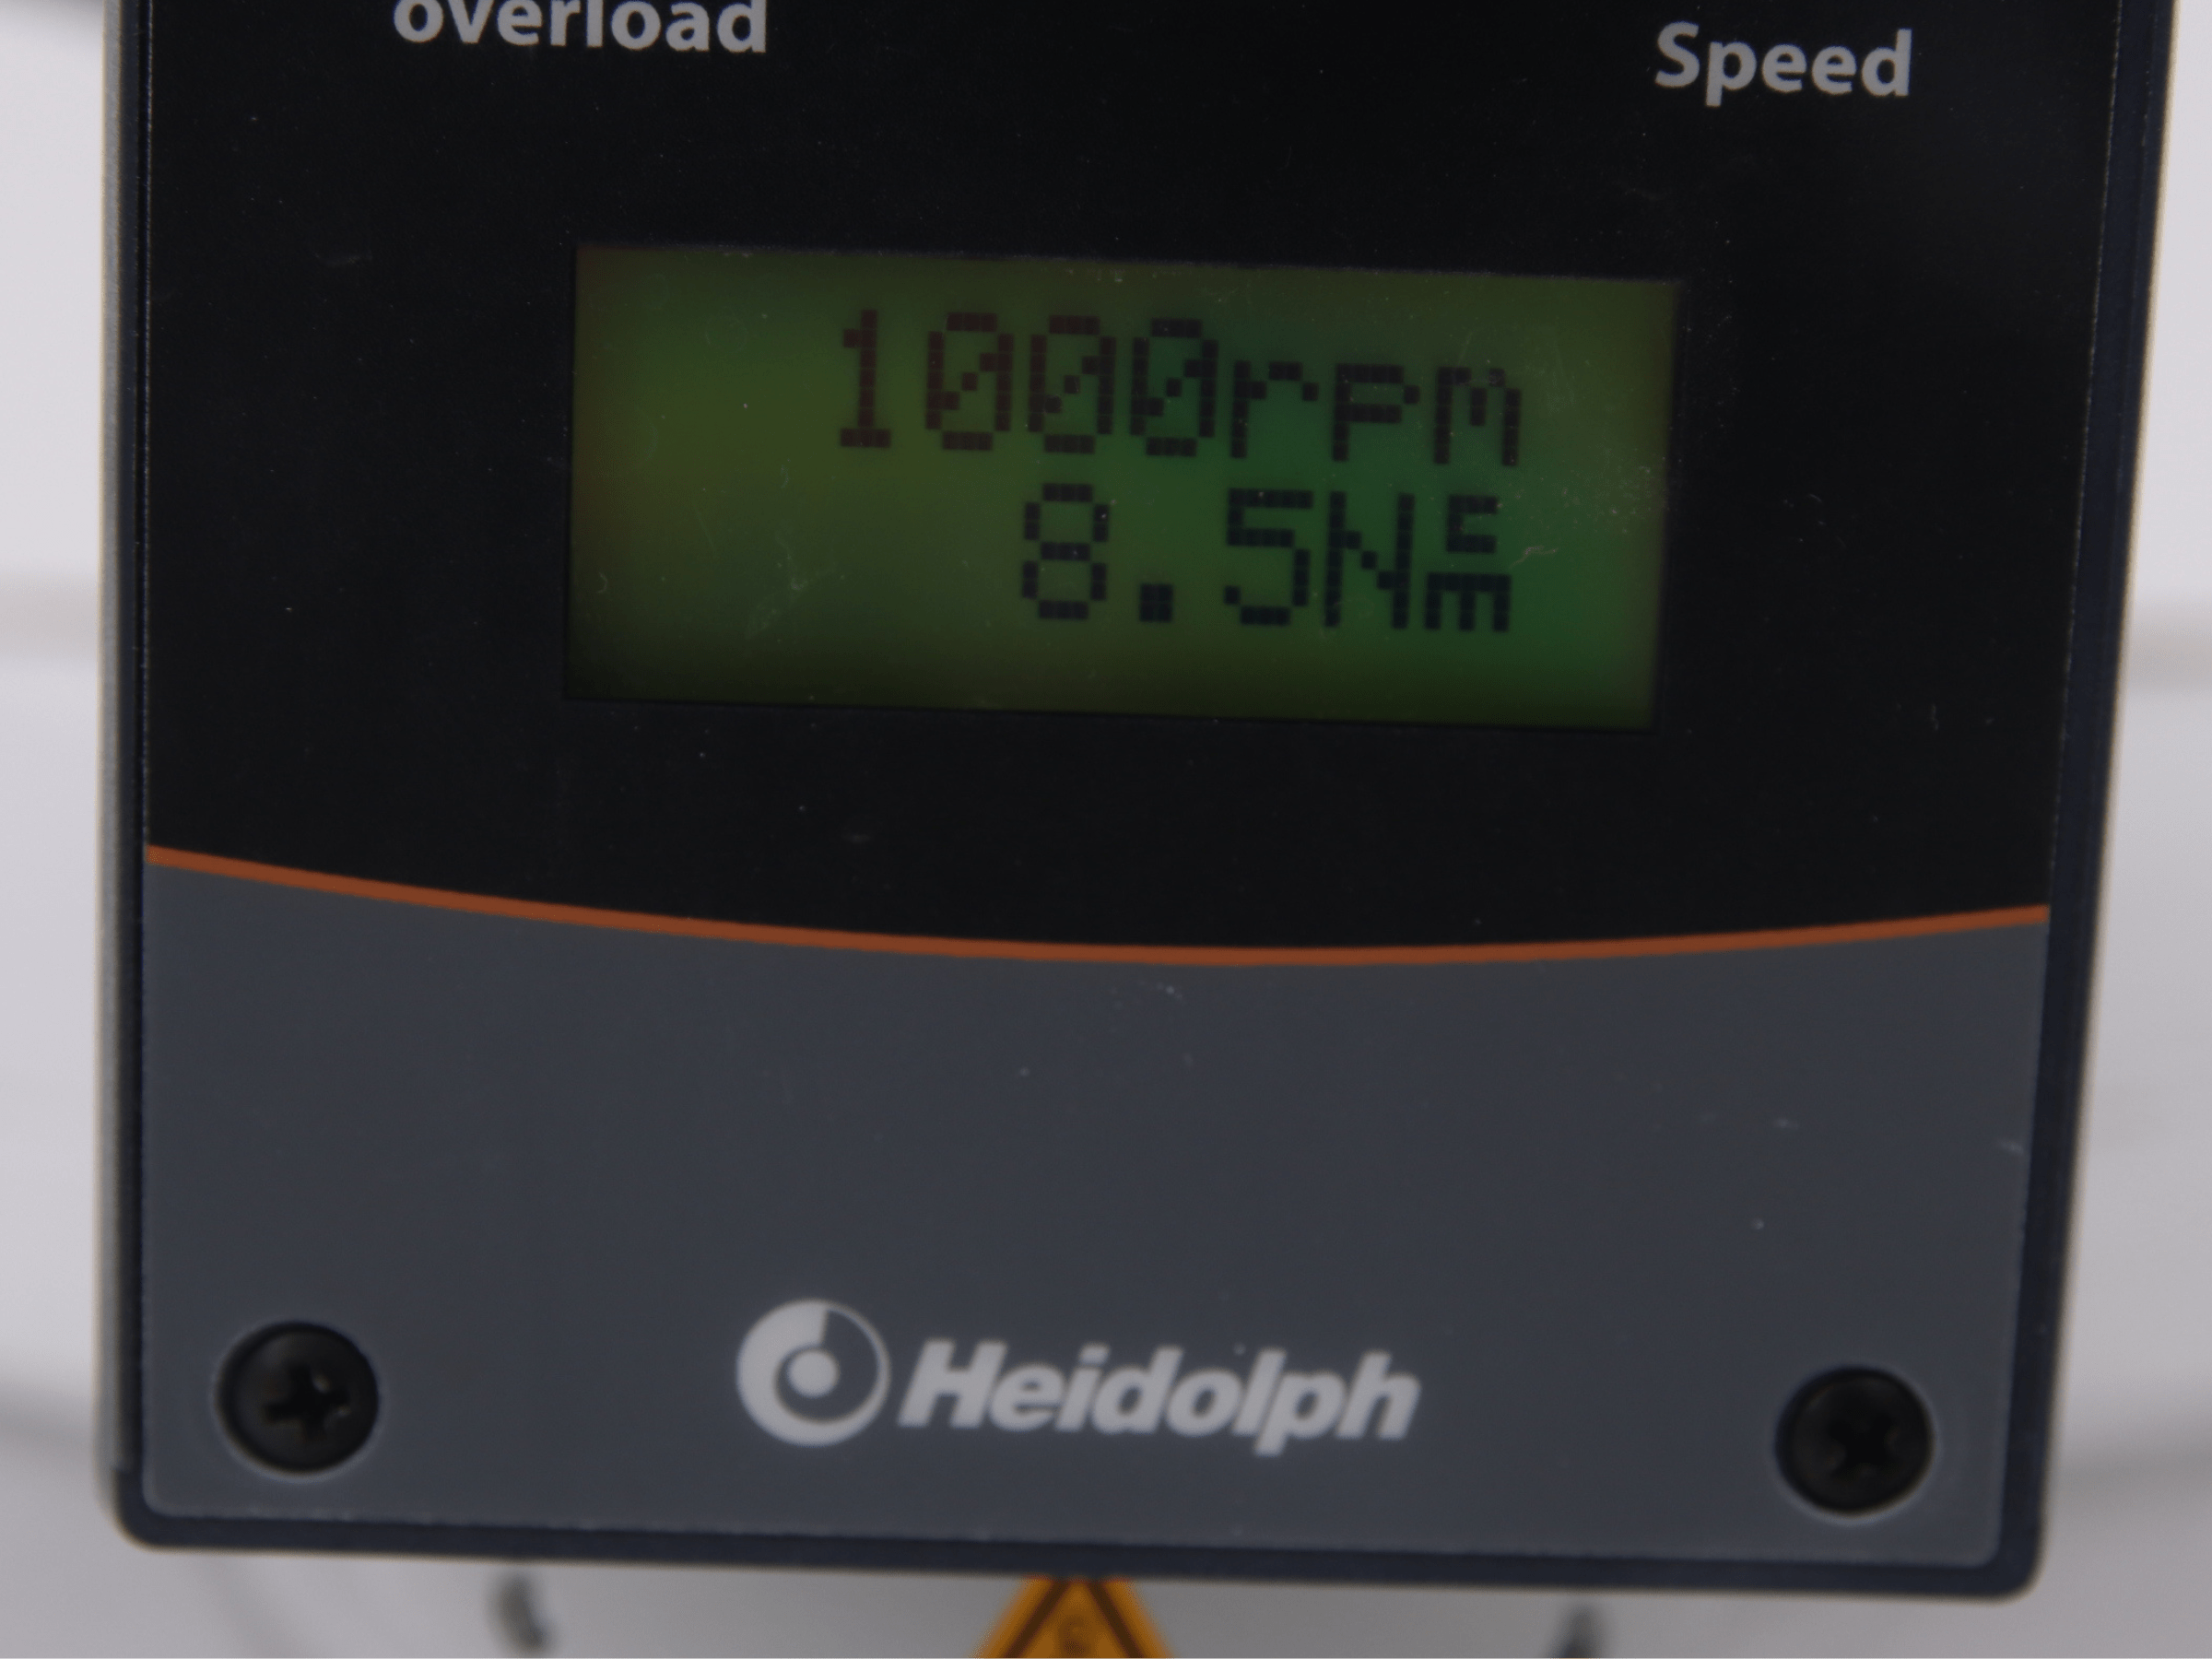 overload
Speed
1000rpm
8.5Ncm
Heidolph